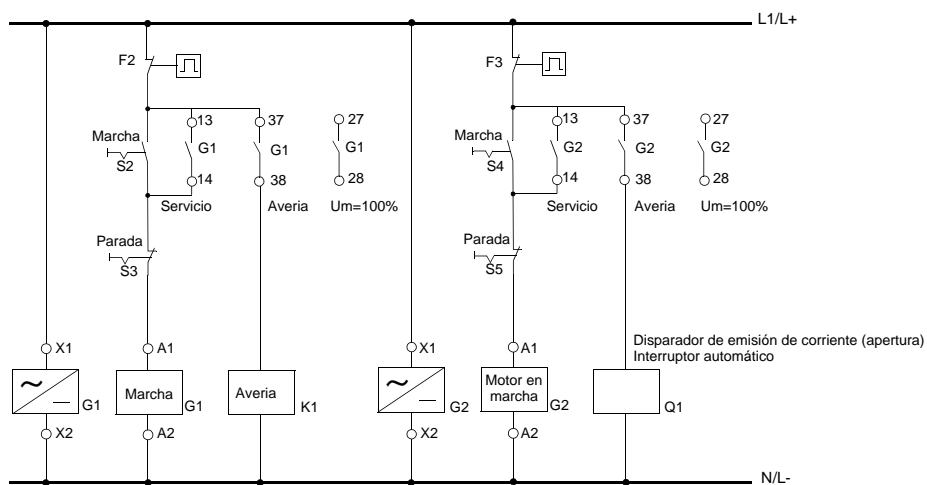 L1/L+
F2
F3
13
37
27
13
37
27
Marcha
G1
G1
G1
Marcha
G2
G2
G2
S2
S4
14
38
28
14
38
28
Servicio
Averia
Um=100%
Servicio
Averia
Um=100%
Parada
Parada
S3
S5
Disparador de emisión de corriente (apertura)
Interruptor automático
X1
A1
X1
A1
Marcha
Averia
Motor en
marcha
G1
G1
K1
G2
G2
Q1
X2
A2
X2
A2
N/L-